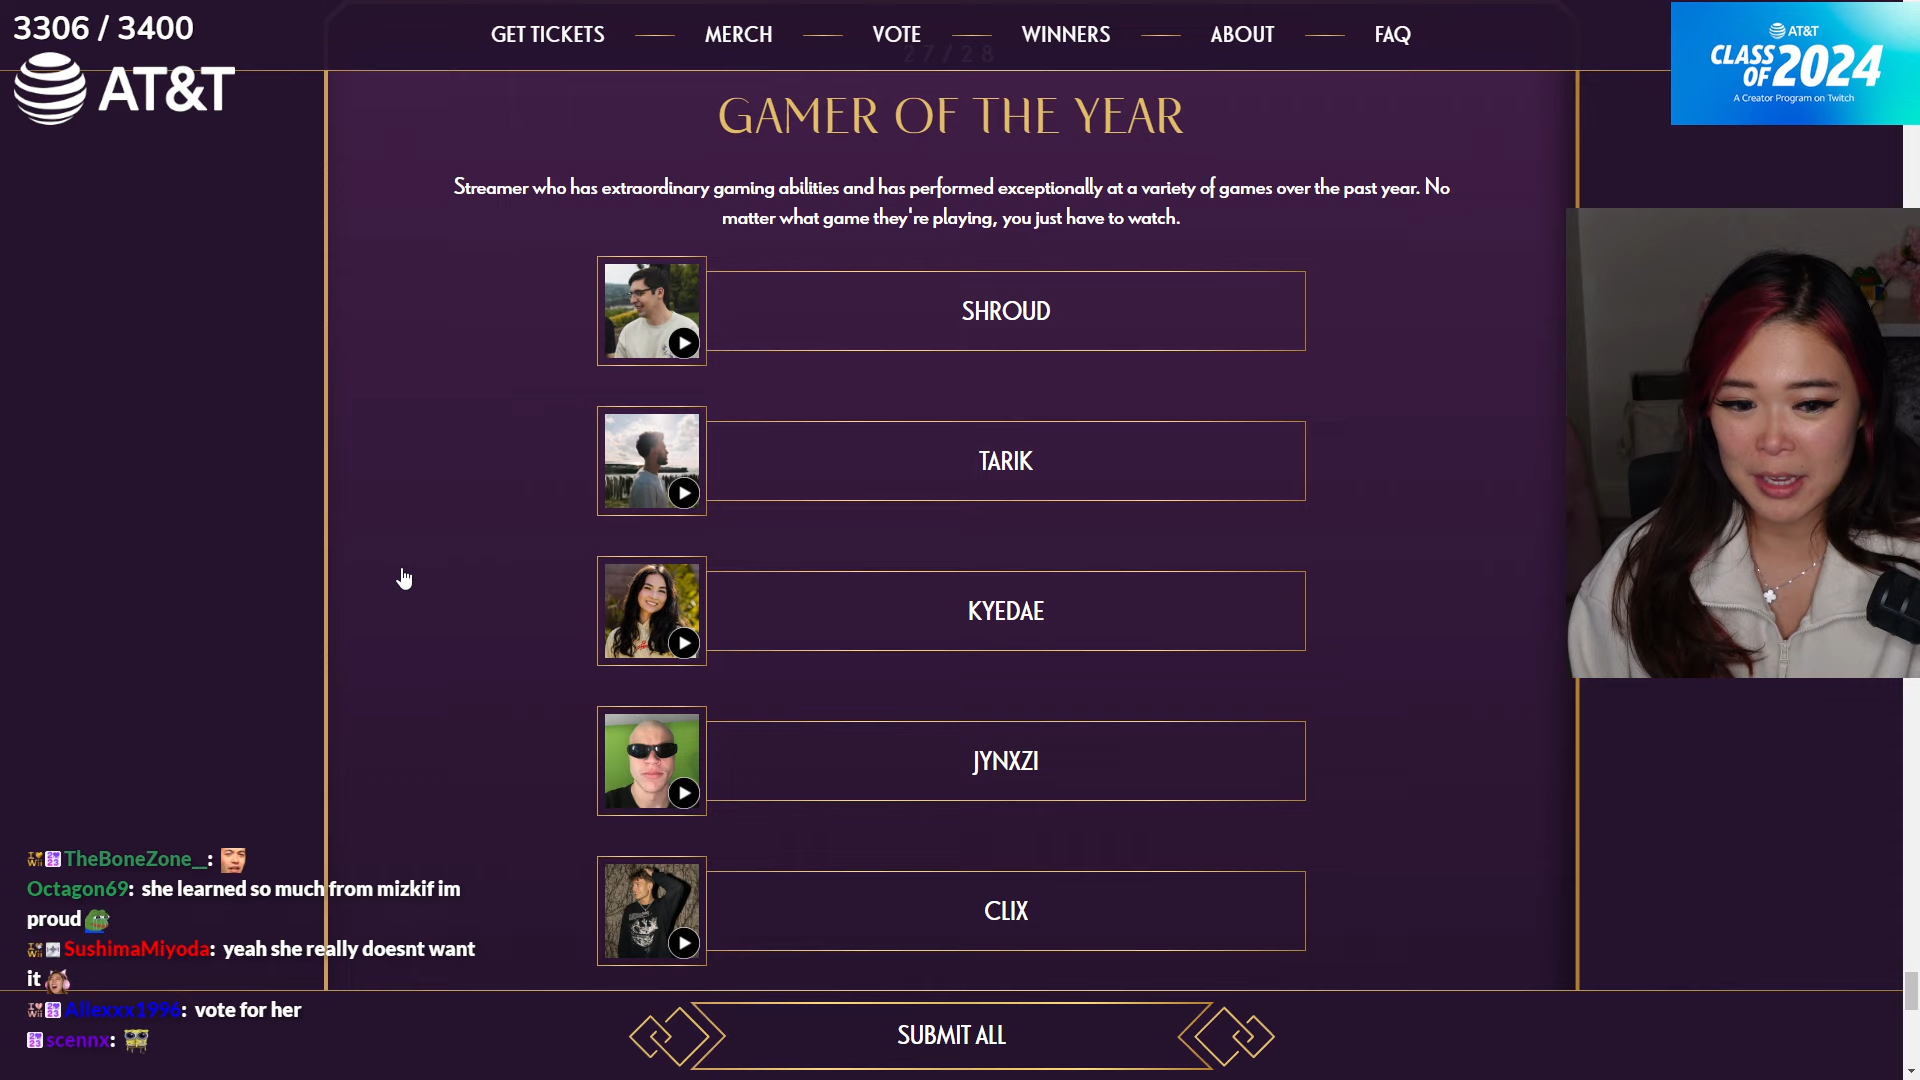 3306 / 3400
AT&T
GET TICKETS
MERCH
VOTE
WINNERS
ABOUT
FAQ
27/28
AT&T
CLASS
OF 2024
A Creator Program on Twitch
GAMER OF THE YEAR
Streamer who has extraordinary gaming abilities and has performed exceptionally at a variety of games over the past year. No
matter what game they're playing, you just have to watch.
SHROUD
TARIK
KYEDAE
JYNXZI
CLIX
TheBoneZone__:
Octagon69: she learned so much from mizkif im
proud
SushimaMiyoda: yeah she really doesnt want
it
Allexxx1996: vote for her
scennx:
SUBMIT ALL